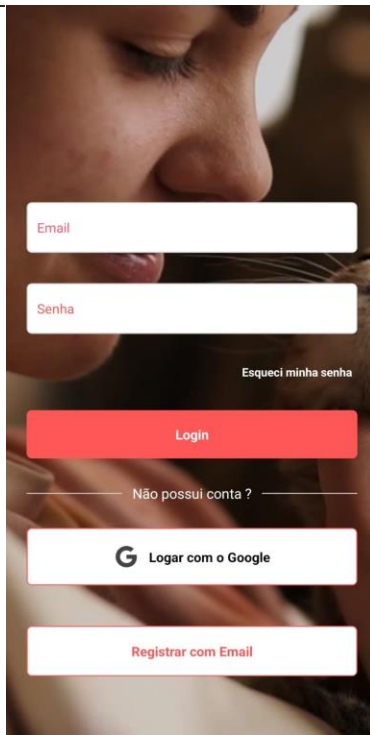 Email
Senha
Esqueci minha senha
Login
Não possui conta ?
Logar com o Google
Registrar com Email